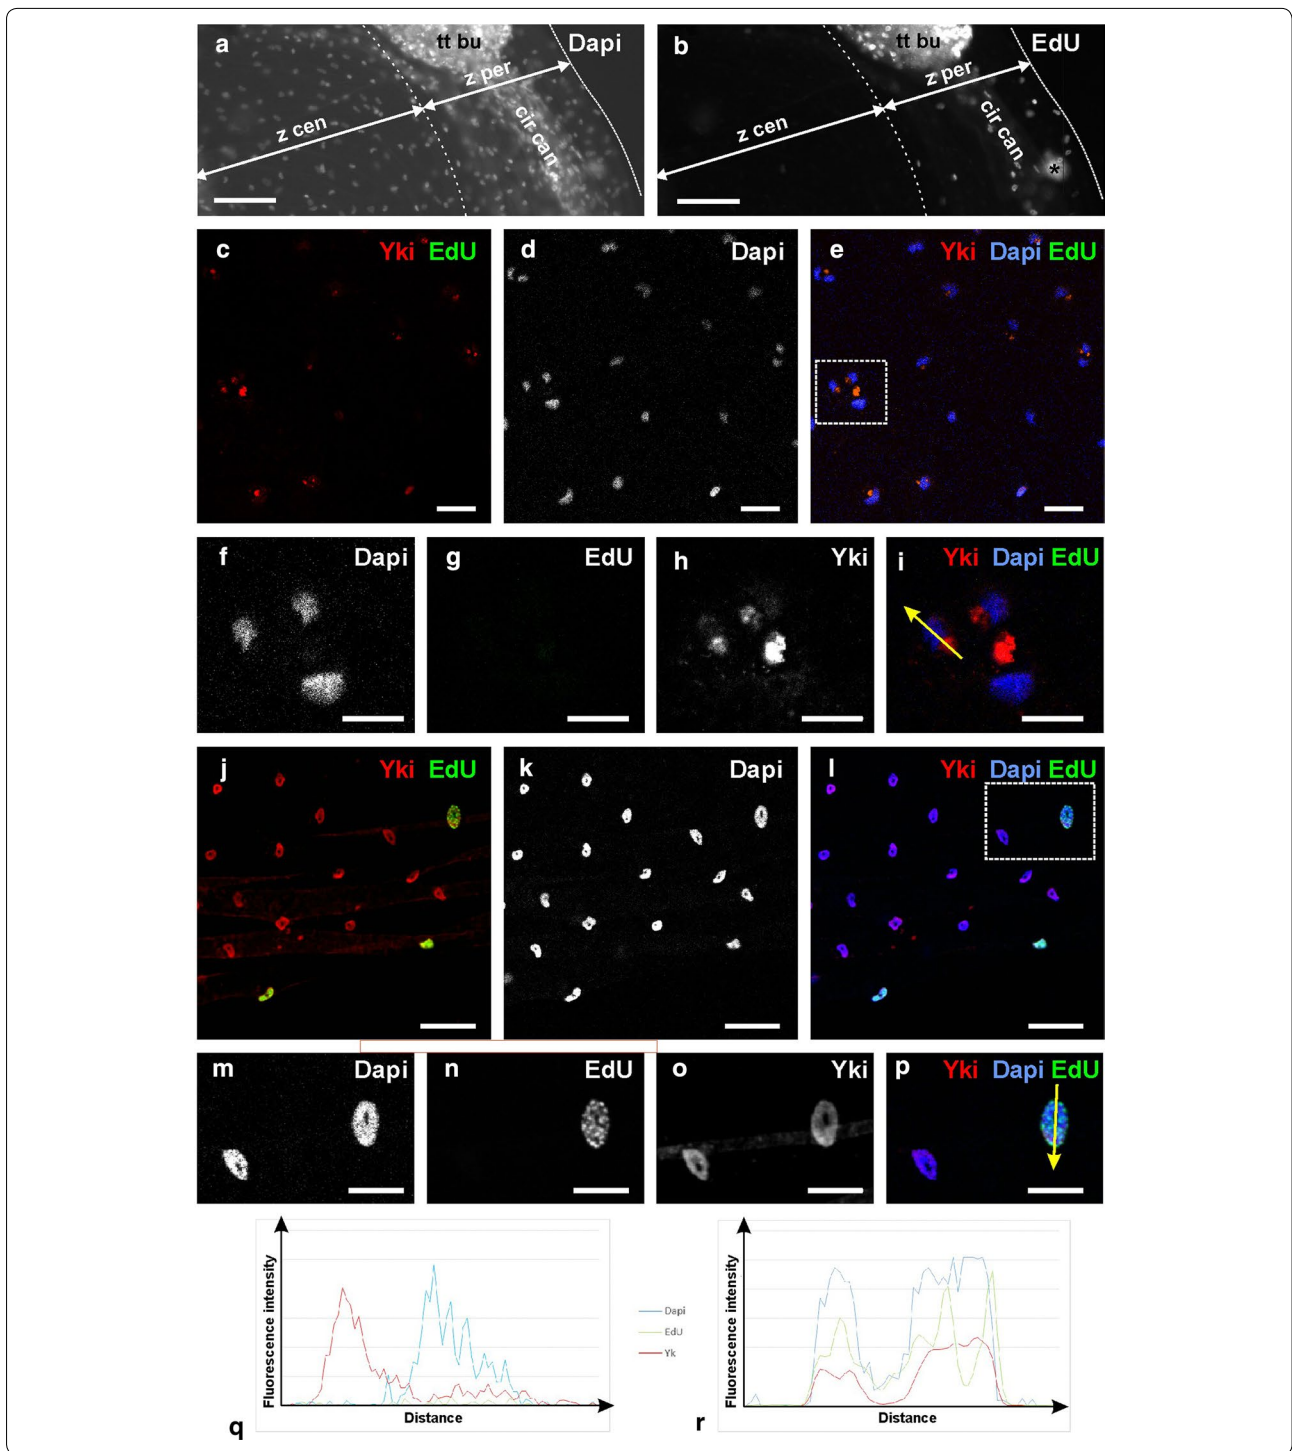 a tt bu Dapi
z per
z cen
cir can
b tt bu EdU
z per
z cen
cir can
*
c Yki EdU
d Dapi
e Yki Dapi EdU
f Dapi
g EdU
h Yki
i Yki Dapi EdU
j Yki EdU
k Dapi
l Yki Dapi EdU
m Dapi
n EdU
o Yki
p Yki Dapi EdU
Fluorescence intensity
Distance
q
Dapi
EdU
Yk
Fluorescence intensity
Distance
r